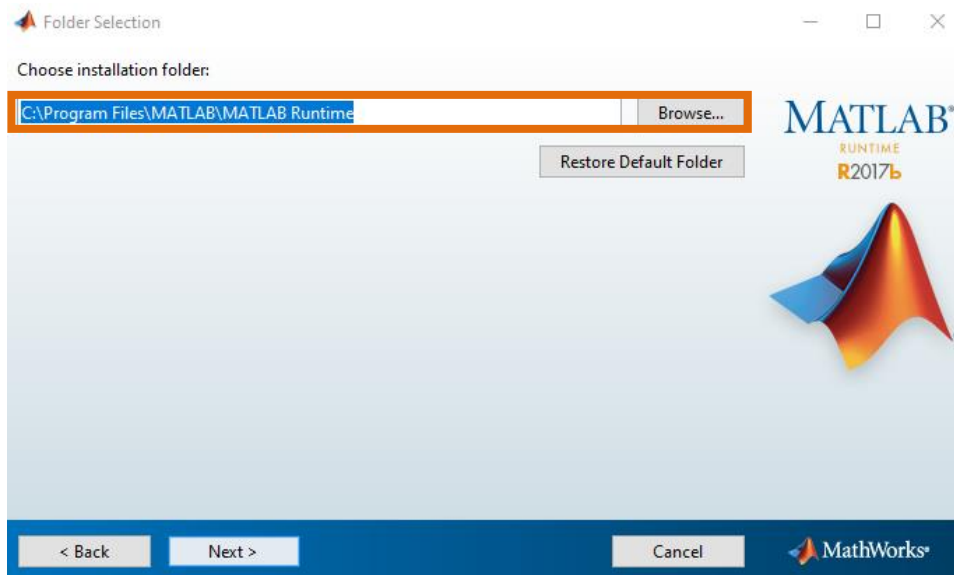 Folder Selection
Choose installation folder:
C:\Program Files\MATLAB\MATLAB Runtime
Browse...
Restore Default Folder
MATLAB®
RUNTIME
R2017b
< Back
Next >
Cancel
MathWorks®